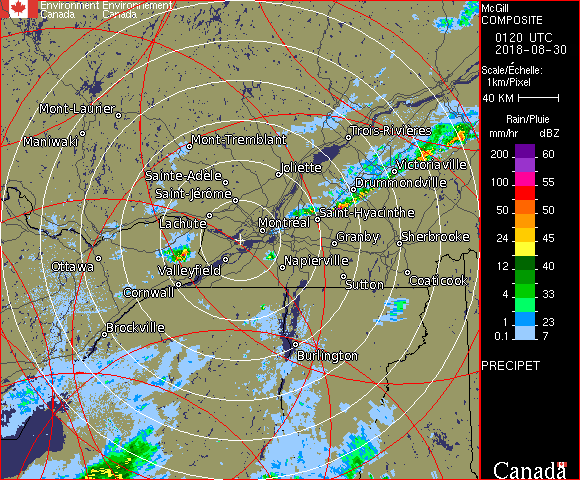 Environment Environnement
Canada Canada
McGill
COMPOSITE
0120 UTC
2018-08-30
Scale/Échelle:
1km/Pixel
40 KM
Rain/Pluie
mm/hr dBZ
200 60
100 55
50 50
24 45
12 40
4 33
1 23
0.1 7
PRECIPET
Canada
Mont-Laurier
Maniwaki
Mont-Tremblant
Trois-Rivières
Sainte-Adèle
Joliette
Victoriaville
Saint-Jérôme
Drummondville
Lachute
Saint-Hyacinthe
Montréal
Granby
Sherbrooke
Ottawa
Valleyfield
Napierville
Cornwall
Sutton
Coaticook
Brockville
Burlington